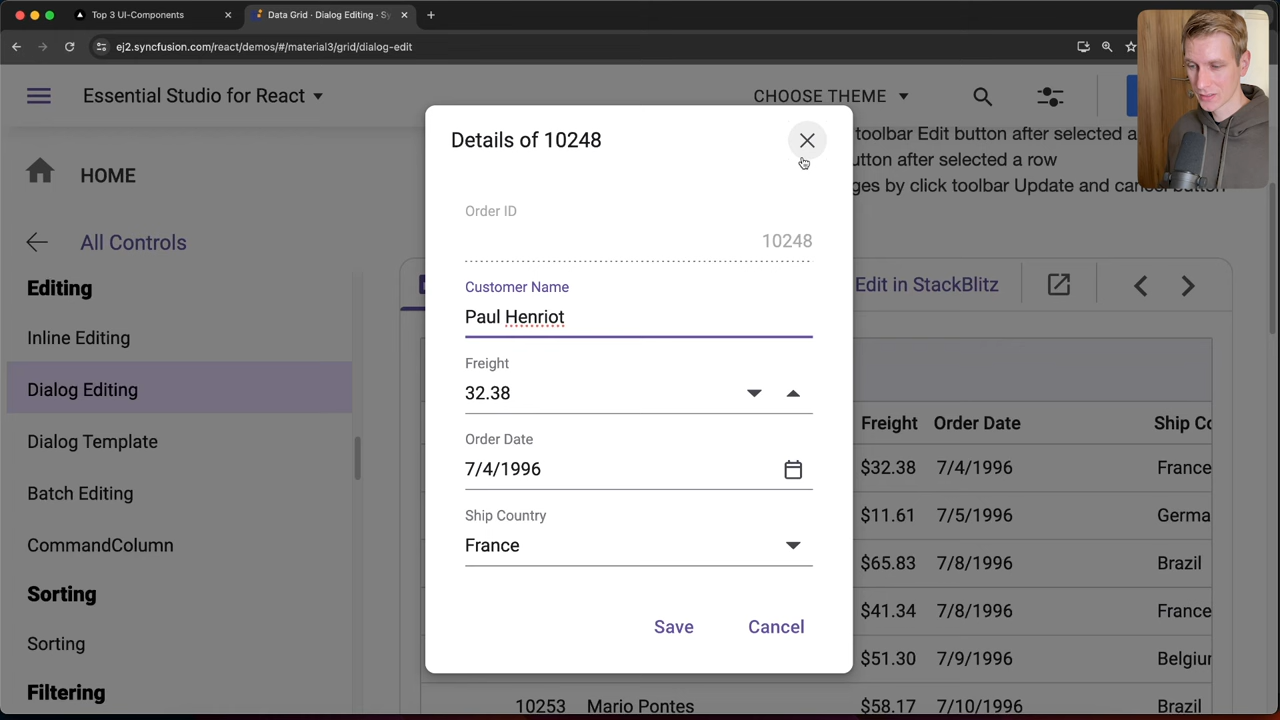 Top 3 UI-Components
Data Grid · Dialog Editing · Sy
ej2.syncfusion.com/react/demos/#/material3/grid/dialog-edit
Essential Studio for React
CHOOSE THEME
HOME
All Controls
Editing
Inline Editing
Dialog Editing
Dialog Template
Batch Editing
CommandColumn
Sorting
Sorting
Filtering
toolbar Edit button after selected a
utton after selected a row
ges by click toolbar Update and cancel button
Edit in StackBlitz
Details of 10248
Order ID
10248
Customer Name
Paul Henriot
Freight
32.38
Order Date
7/4/1996
Ship Country
France
Save
Cancel
Freight Order Date Ship Co
$32.38 7/4/1996 France
$11.61 7/5/1996 Germa
$65.83 7/8/1996 Brazil
$41.34 7/8/1996 France
$51.30 7/9/1996 Belgiur
10253 Mario Pontes $58.17 7/10/1996 Brazil